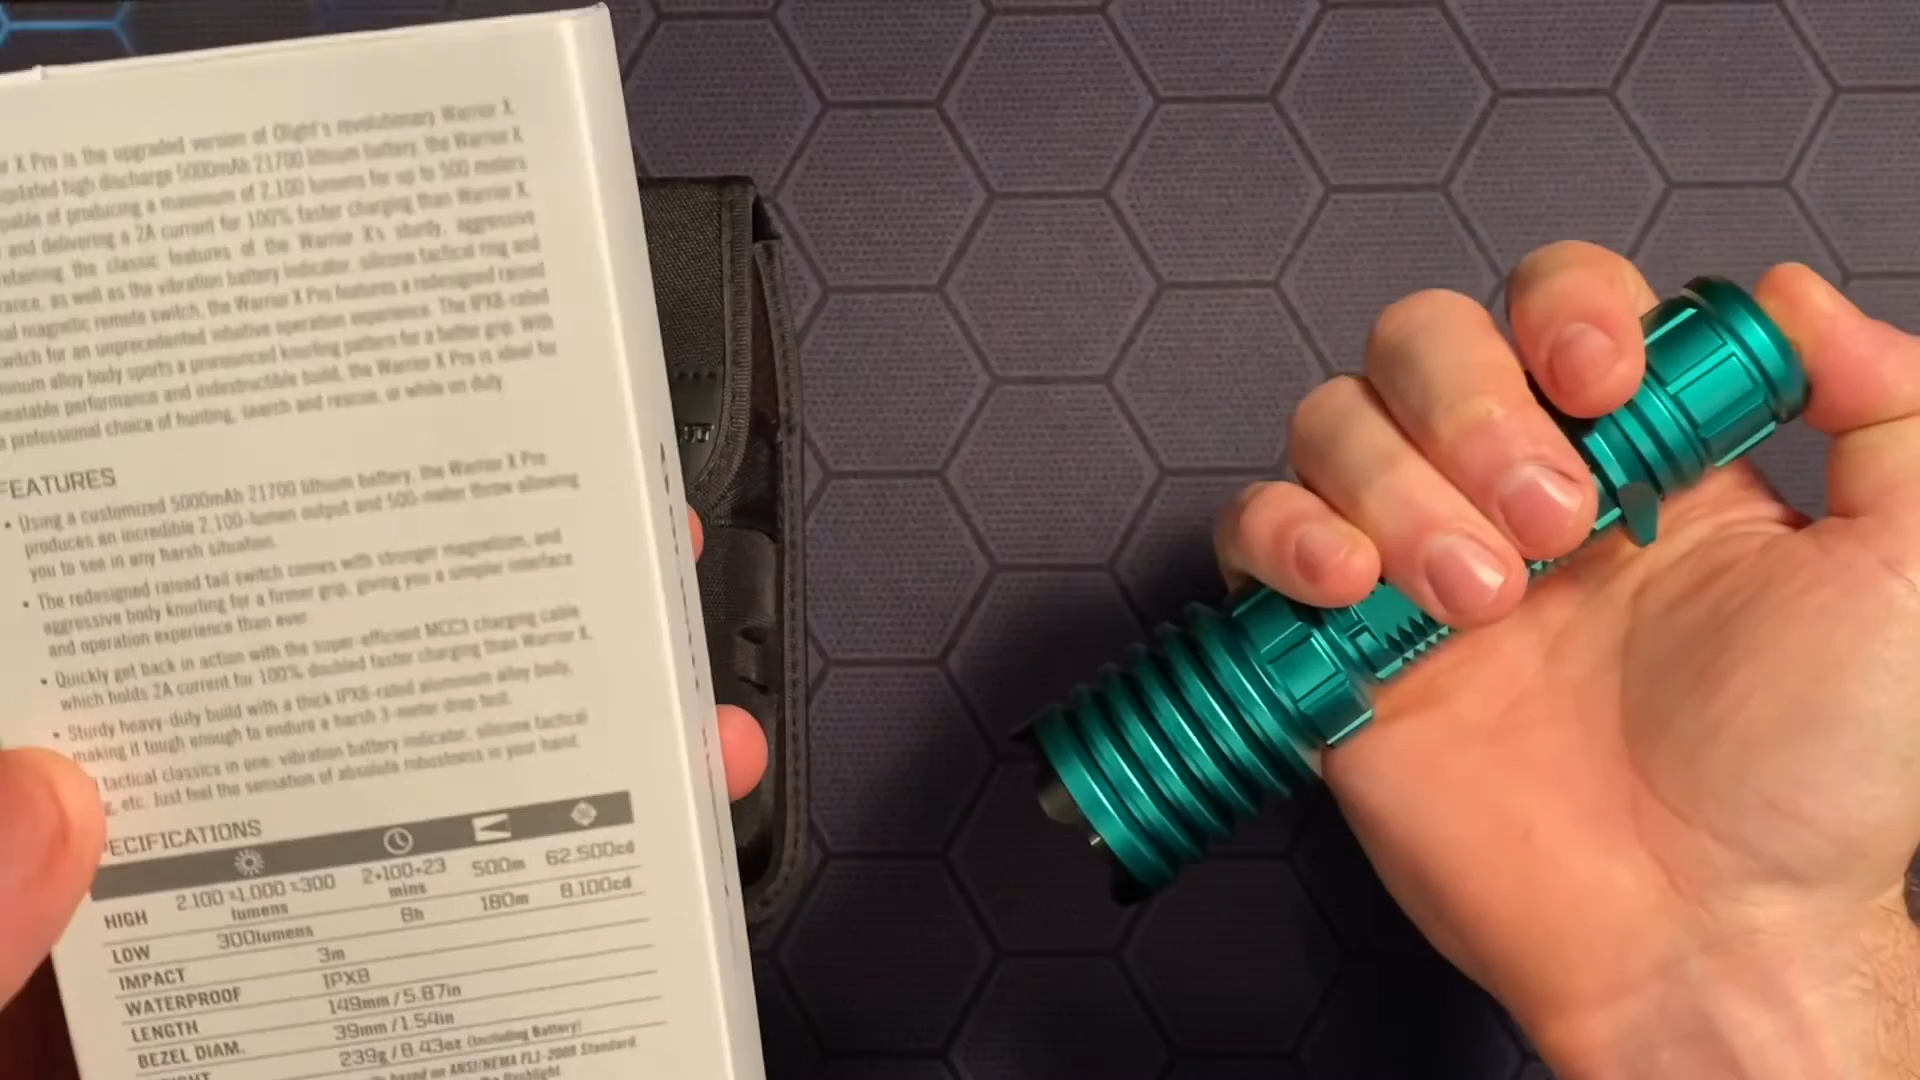 r X Pro is the upgraded version of Olight's revolutionary Warrior X.
updated high discharge 5000mAh 21700 lithium battery, the Warrior X
pable of producing a maximum of 2,100 lumens for up to 500 meters
and delivering a 2A current for 100% faster charging than Warrior X.
retaining the classic features of the Warrior X's sturdy, aggressive
rance, as well as the vibration battery indicator, silicone tactical ring and
al magnetic remote switch, the Warrior X Pro features a redesigned raised
witch for an unprecedented intuitive operation experience. The IPX8-rated
minum alloy body sports a pronounced knurling pattern for a better grip. With
eatable performance and indestructible build, the Warrior X Pro is ideal for
a professional choice of hunting, search and rescue, or while on duty
FEATURES
• Using a customized 5000mAh 21700 lithium battery, the Warrior X Pro
produces an incredible 2,100-lumen output and 500-meter throw allowing
you to see in any harsh situation.
• The redesigned raised tail switch comes with stronger magnetism, and
aggressive body knurling for a firmer grip, giving you a simpler interface
and operation experience than ever.
• Quickly get back in action with the super-efficient MCC3 charging cable
which holds 2A current for 100% doubled faster charging than Warrior X.
• Sturdy heavy-duty build with a thick IPX8-rated aluminum alloy body,
making it tough enough to endure a harsh 3-meter drop test.
tactical classics in one: vibration battery indicator, silicone tactical
g, etc. Just feel the sensation of absolute robustness in your hand.
PECIFICATIONS
HIGH 2,100≈1,000≈300 lumens 2+100+23 mins 500m 62,500cd
LOW 300lumens 8h 180m 8,100cd
IMPACT 3m
WATERPROOF IPX8
LENGTH 149mm/5.87in
BEZEL DIAM. 39mm/1.54in
239g/8.43oz (Including Battery)
based on ANSI/NEMA FL1-2009 Standard.
flashlight.